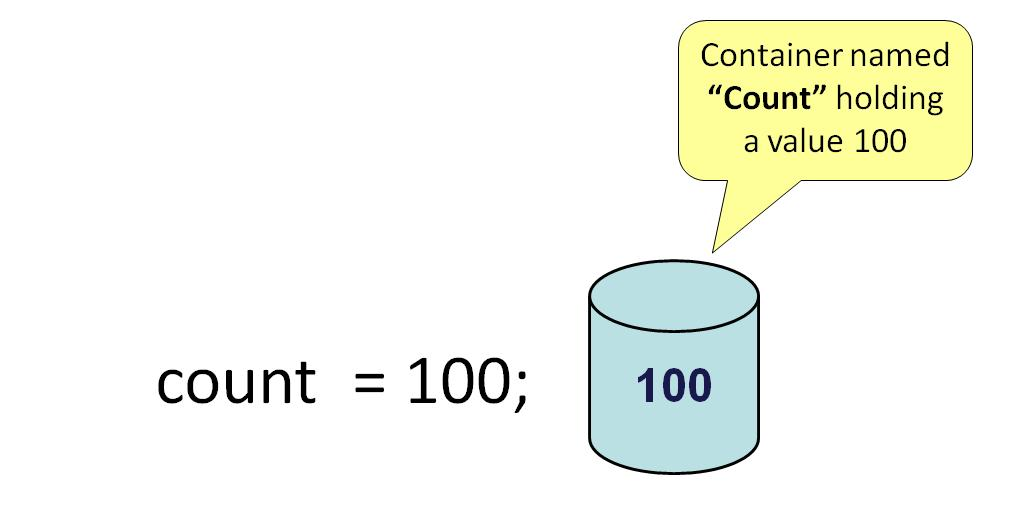 Container named
“Count” holding
a value 100
count = 100;
100